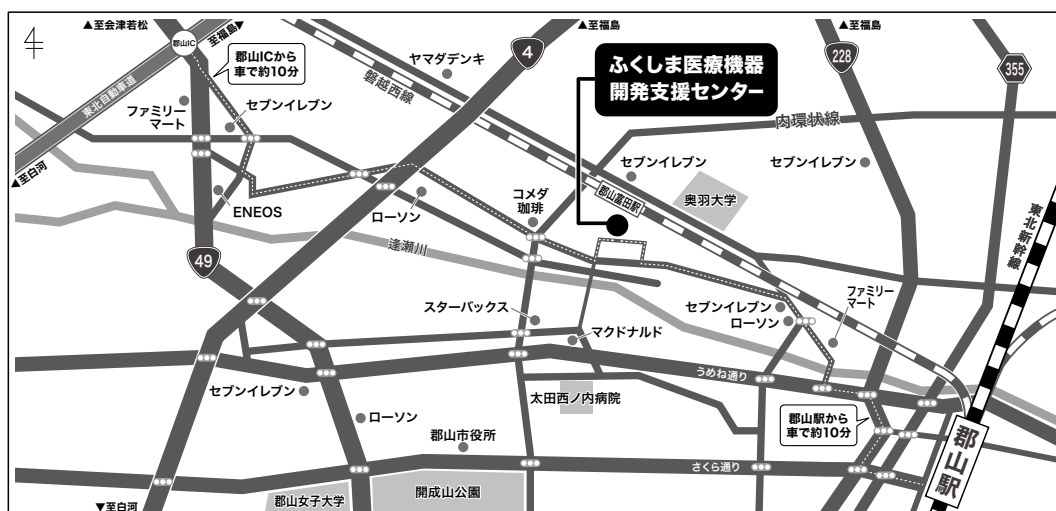 ▲至会津若松
至福島▶
▲至福島
▲至福島
郡山IC
4
228
355
郡山ICから
車で約10分
ヤマダデンキ
ふくしま医療機器
開発支援センター
東北自動車道
磐越西線
ファミリー
マート
セブンイレブン
内環状線
▲至白河
セブンイレブン
セブンイレブン
郡山富田駅
奥羽大学
ENEOS
ローソン
コメダ
珈琲
東北新幹線
逢瀬川
49
スターバックス
セブンイレブン
ローソン
ファミリー
マート
マクドナルド
うめね通り
セブンイレブン
太田西ノ内病院
ローソン
郡山駅から
車で約10分
郡山市役所
さくら通り
郡山駅
開成山公園
郡山女子大学
▼至白河